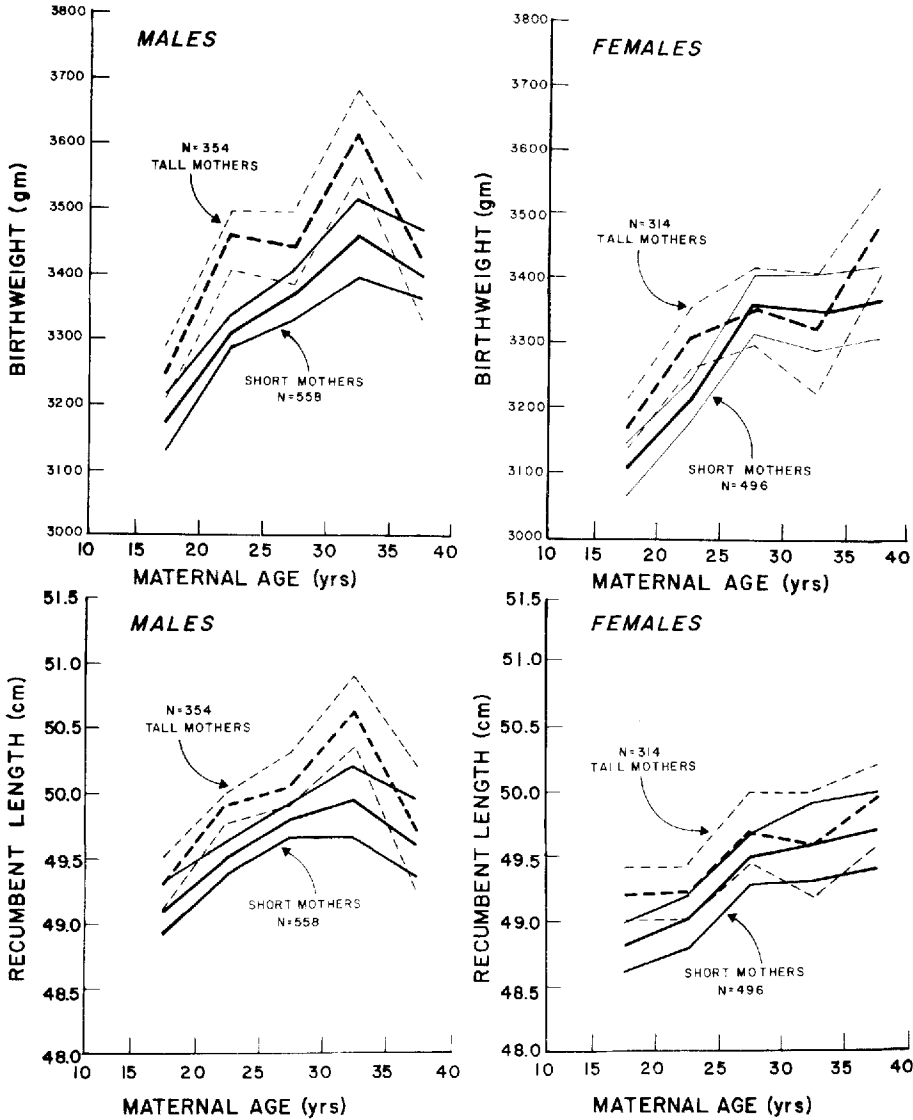 MALES
BIRTHWEIGHT (gm)
3800
3700
3600
3500
3400
3300
3200
3100
3000
N=354
TALL MOTHERS
SHORT MOTHERS
N=558
10 15 20 25 30 35 40
MATERNAL AGE (yrs)
FEMALES
BIRTHWEIGHT (gm)
3800
3700
3600
3500
3400
3300
3200
3100
3000
N=314
TALL MOTHERS
SHORT MOTHERS
N=496
10 15 20 25 30 35 40
MATERNAL AGE (yrs)
MALES
RECUMBENT LENGTH (cm)
51.5
51.0
50.5
50.0
49.5
49.0
48.5
48.0
N=354
TALL MOTHERS
SHORT MOTHERS
N=558
10 15 20 25 30 35 40
MATERNAL AGE (yrs)
FEMALES
RECUMBENT LENGTH (cm)
51.5
51.0
50.5
50.0
49.5
49.0
48.5
48.0
N=314
TALL MOTHERS
SHORT MOTHERS
N=496
10 15 20 25 30 35 40
MATERNAL AGE (yrs)